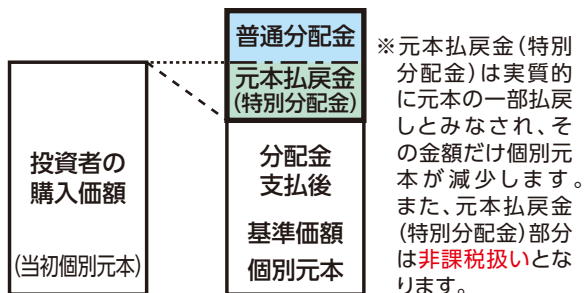 投資者の
購入価額
(当初個別元本)
普通分配金
元本払戻金
(特別分配金)
分配金
支払後
基準価額
個別元本
※元本払戻金(特別
分配金)は実質的
に元本の一部払戻
しとみなされ、そ
の金額だけ個別元
本が減少します。
また、元本払戻金
(特別分配金)部分
は非課税扱いとな
ります。